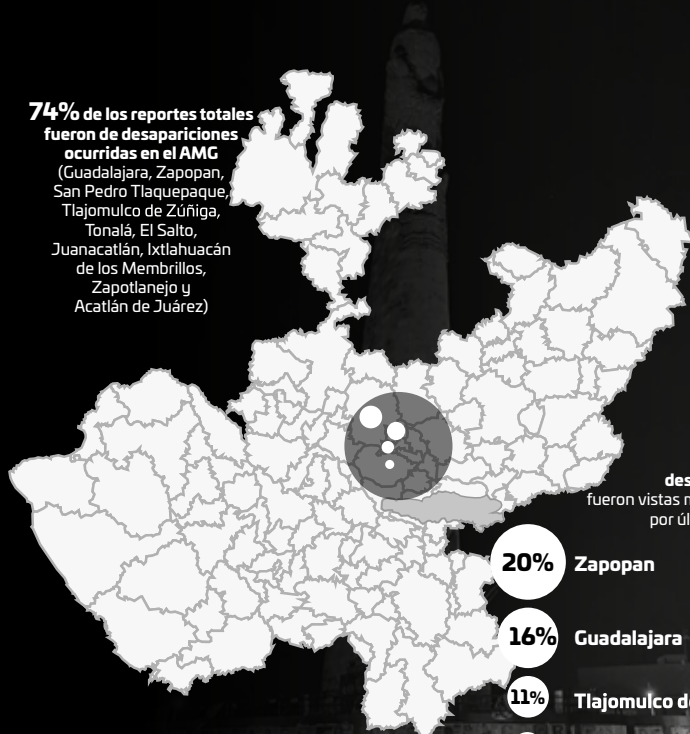 74% de los reportes totales
fueron de desapariciones
ocurridas en el AMG
(Guadalajara, Zapopan,
San Pedro Tlaquepaque,
Tlajomulco de Zúñiga,
Tonalá, El Salto,
Juanacatlán, Ixtlahuacán
de los Membrillos,
Zapotlanejo y
Acatlán de Juárez)
fueron vistas
por
20% Zapopan
16% Guadalajara
11% Tlajomulco